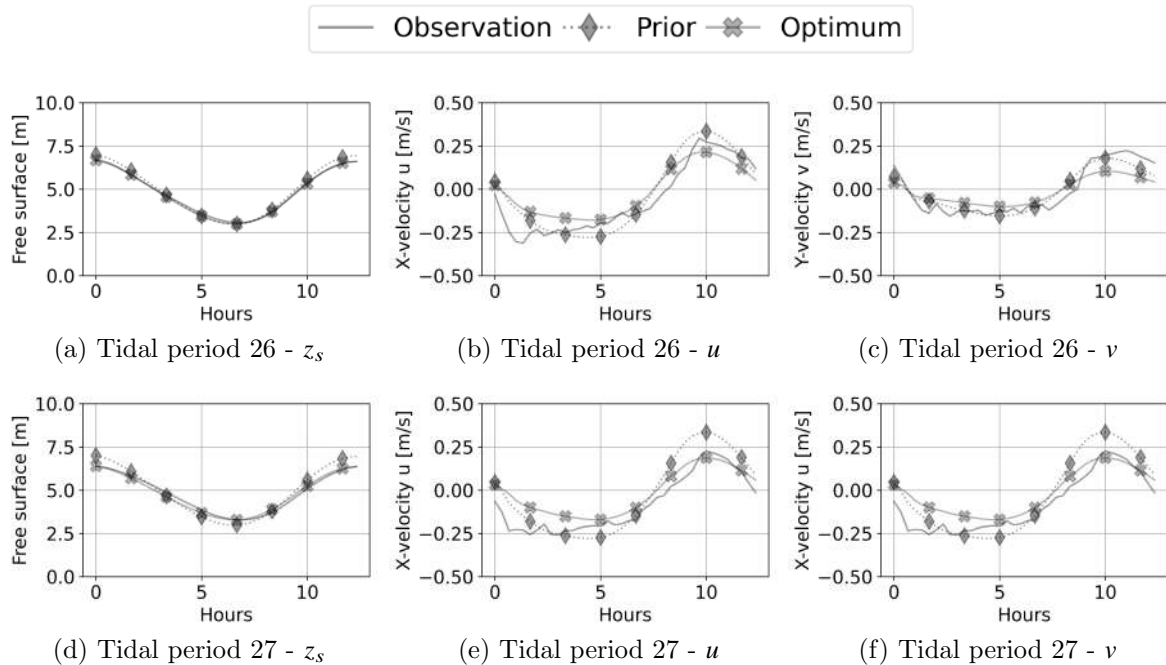 Observation Prior Optimum
10.0
7.5
5.0
2.5
0.0
Free surface [m]
0 5 10
Hours
(a) Tidal period 26 - z_s
0.50
0.25
0.00
−0.25
−0.50
X-velocity u [m/s]
0 5 10
Hours
(b) Tidal period 26 - u
0.50
0.25
0.00
−0.25
−0.50
Y-velocity v [m/s]
0 5 10
Hours
(c) Tidal period 26 - v
10.0
7.5
5.0
2.5
0.0
Free surface [m]
0 5 10
Hours
(d) Tidal period 27 - z_s
0.50
0.25
0.00
−0.25
−0.50
X-velocity u [m/s]
0 5 10
Hours
(e) Tidal period 27 - u
0.50
0.25
0.00
−0.25
−0.50
X-velocity u [m/s]
0 5 10
Hours
(f) Tidal period 27 - v